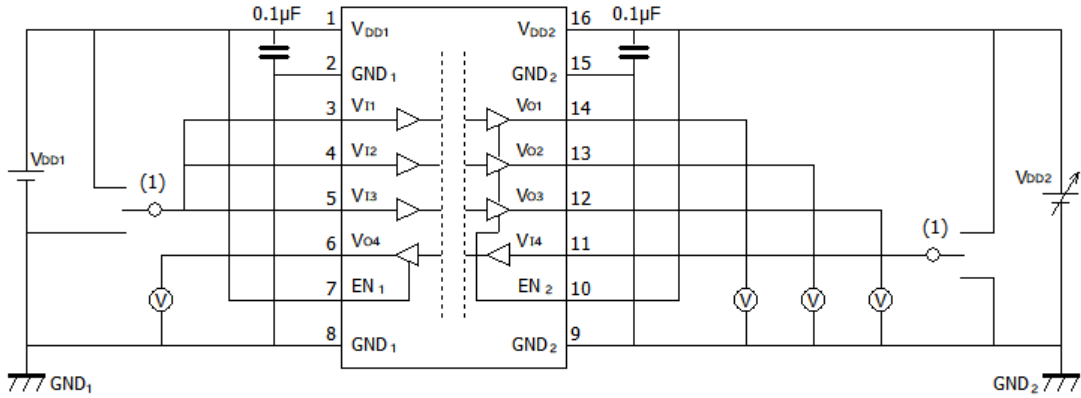 0.1µF
0.1µF
1 VDD1 VDD2 16
2 GND1 GND2 15
3 VI1 VO1 14
4 VI2 VO2 13
VDD1
VDD2
(1)
5 VI3 VO3 12
(1)
6 VO4 VI4 11
7 EN1 EN2 10
V
V
V
V
8 GND1 GND2 9
GND1
GND2